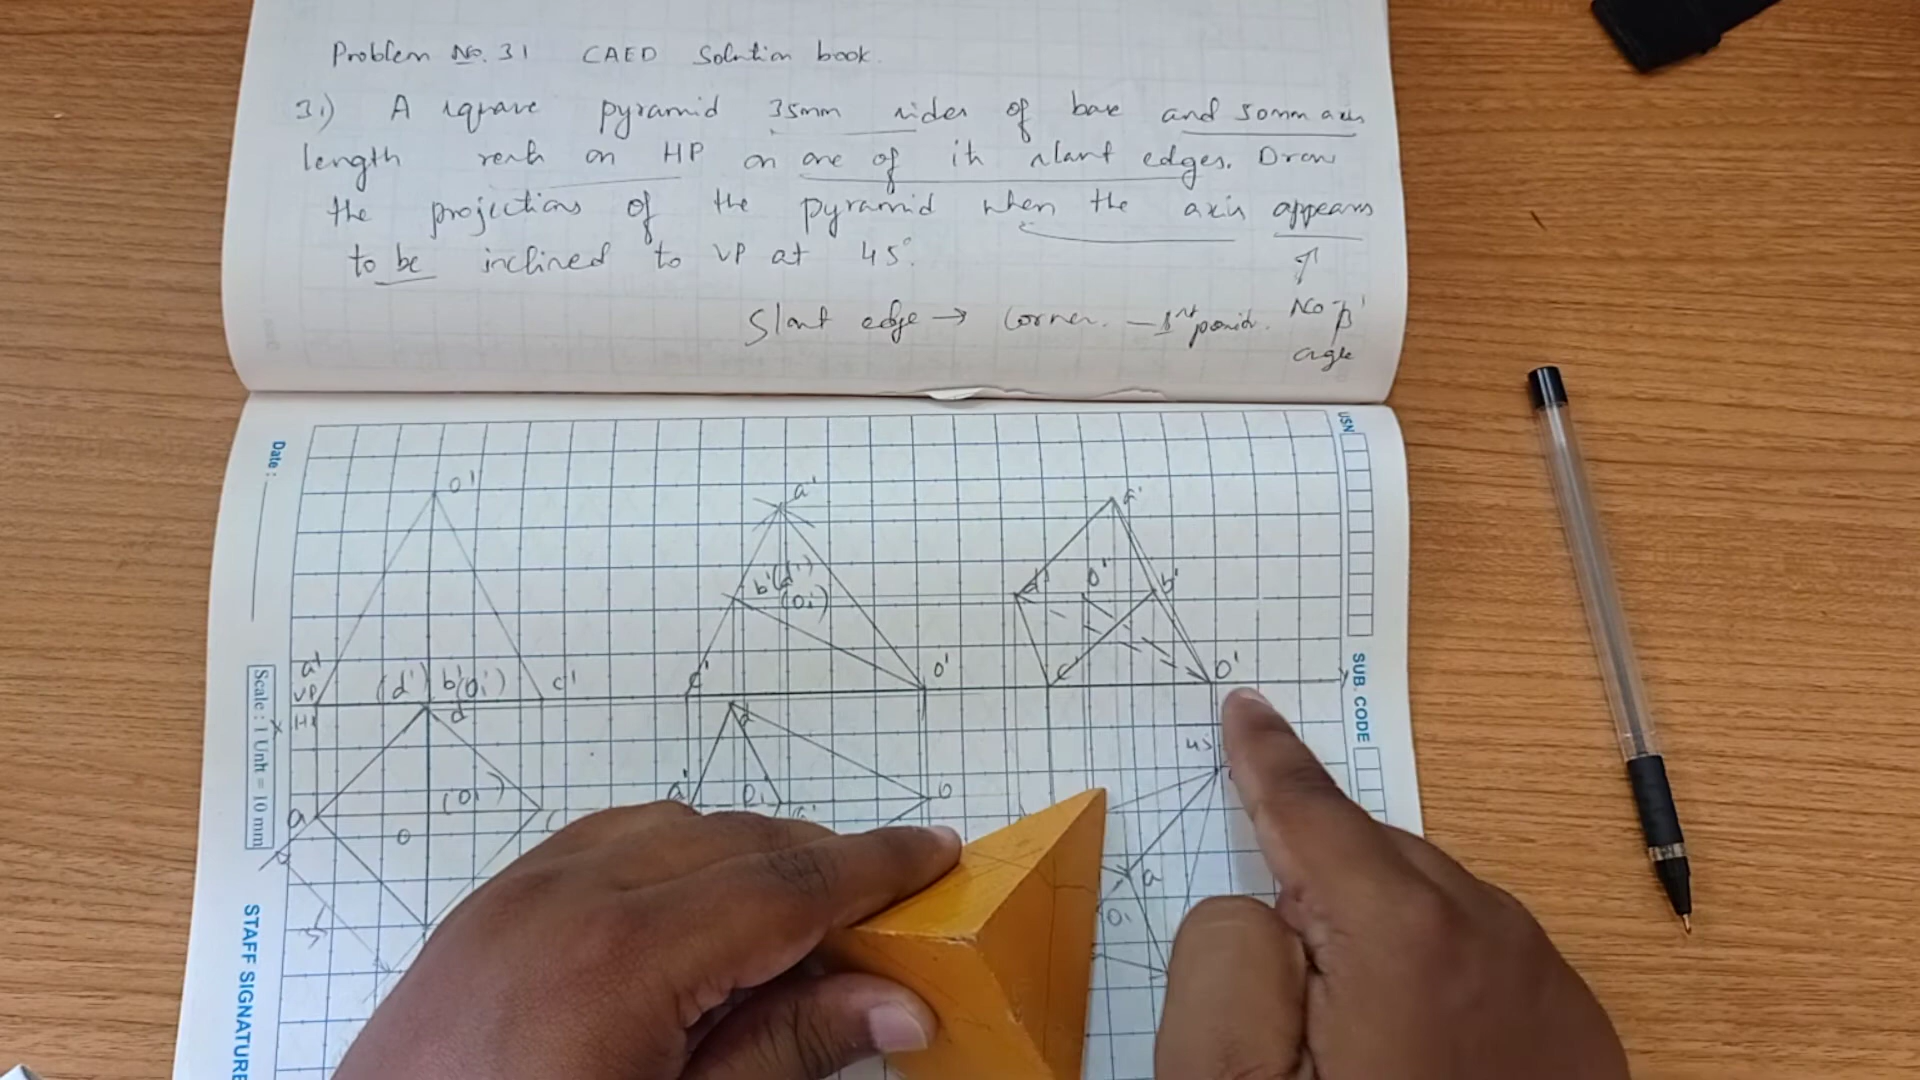 Problem No. 31 CAED Solution book.
31) A square pyramid 35mm sides of base and 50mm axis
length rests on HP on one of its slant edges. Draw
the projections of the pyramid when the axis appears
to be inclined to VP at 45°.
Slant edge → corner. – 1st posit.
No β
angle
USN
Date :
SUB. CODE
Scale : 1 Unit = 10 mm
STAFF SIGNATURE
o'
a'
VP
HP
X
(d') b'(o1')
c'
a
d
(o1')
o
c
a'
b'(d')
(o1')
c'
o'
a'
d
o1
o
a'
d'
o''
b'
c'
o'
Y
45
a
o1